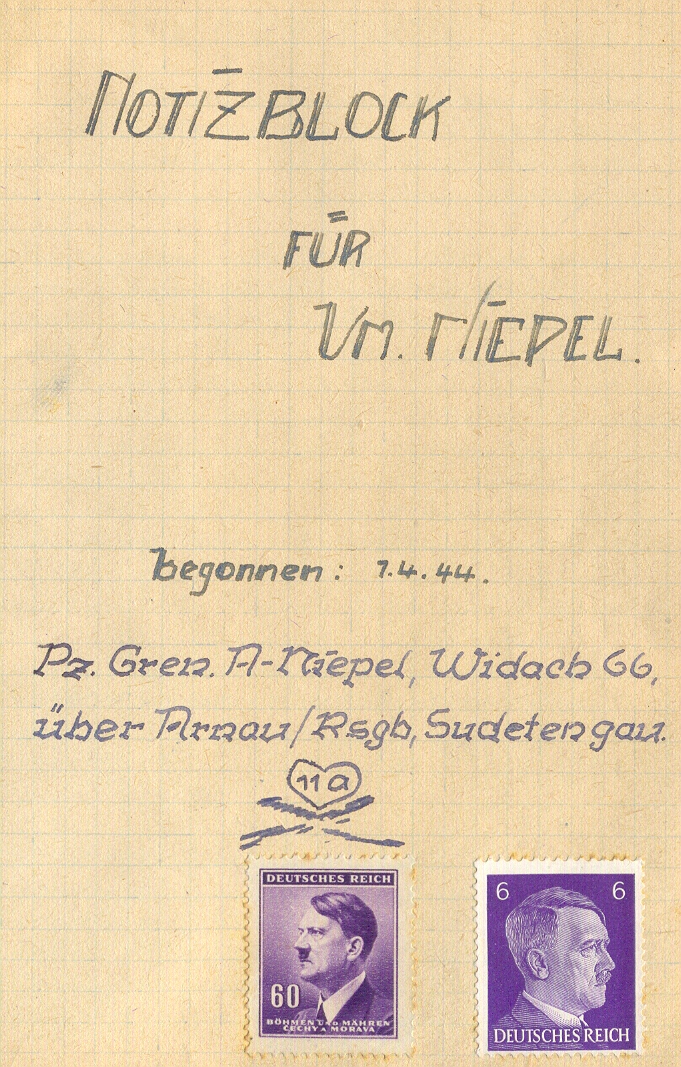 NOTIZBLOCK
FÜR
VM. NIEPEL.
begonnen: 1.4.44.
Pz. Gren. A-Niepel, Widach 66,
über Arnau/Rsgb, Sudetengau.
11a
DEUTSCHES REICH
60
BÖHMEN UND MÄHREN
ČECHY A MORAVA
6 6
DEUTSCHES REICH